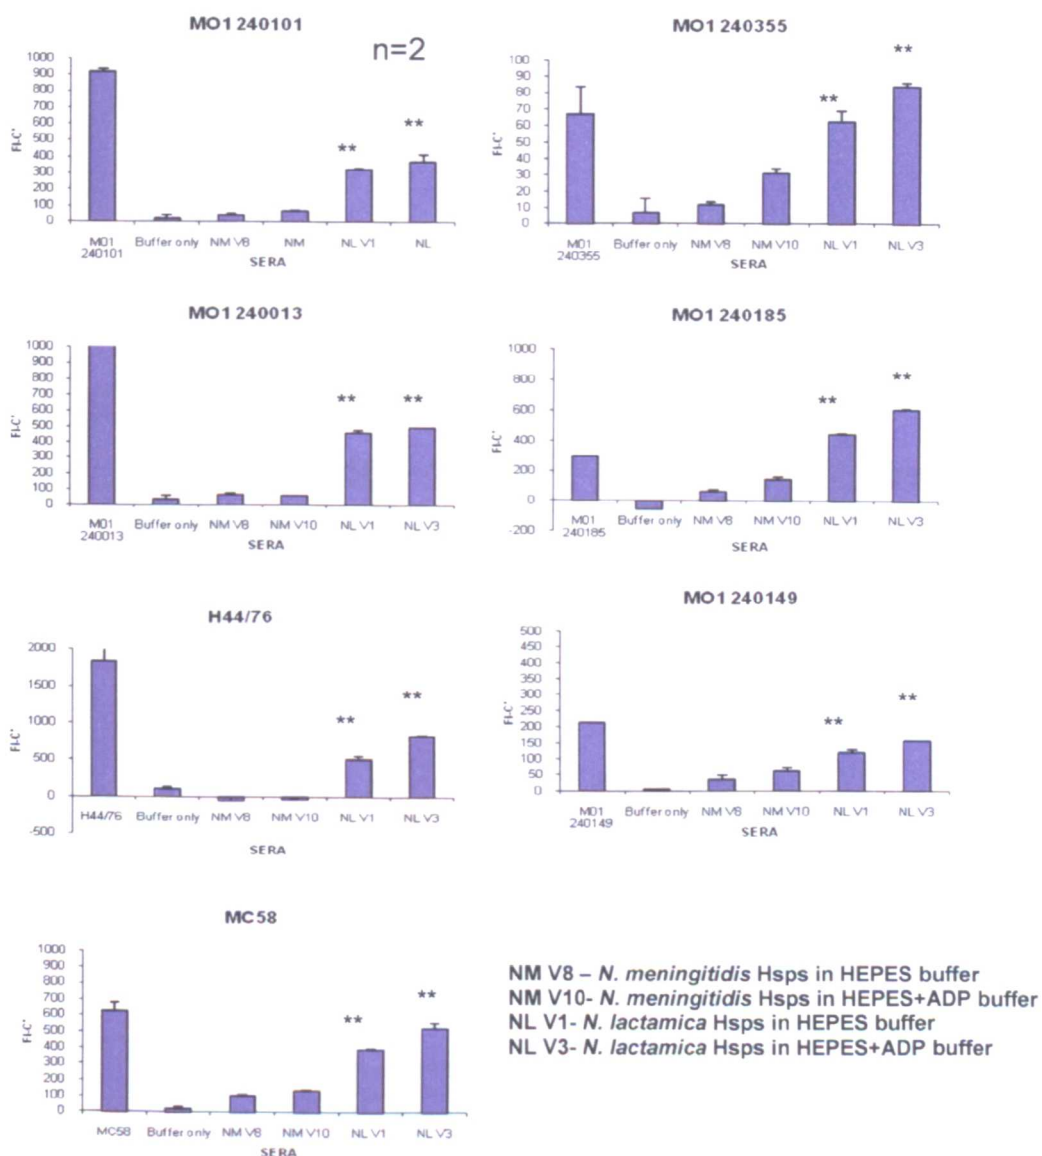 MO1 240101
n=2
1000
900
800
700
600
500
400
300
200
100
0
FI-C'
**
**
M01 240101 Buffer only NM V8 NM NL V1 NL
SERA
MO1 240355
100
90
80
70
60
50
40
30
20
10
0
FI-C'
**
**
M01 240355 Buffer only NM V8 NM V10 NL V1 NL V3
SERA
MO1 240013
1000
900
800
700
600
500
400
300
200
100
0
FI-C'
** **
M01 240013 Buffer only NM V8 NM V10 NL V1 NL V3
SERA
MO1 240185
1000
800
600
400
200
0
-200
FI-C'
**
**
M01 240185 Buffer only NM V8 NM V10 NL V1 NL V3
SERA
H44/76
2000
1500
1000
500
0
-500
FI-C'
**
**
H44/76 Buffer only NM V8 NM V10 NL V1 NL V3
SERA
MO1 240149
500
450
400
350
300
250
200
150
100
50
0
FI-C'
**
**
M01 240149 Buffer only NM V8 NM V10 NL V1 NL V3
SERA
MC58
1000
900
800
700
600
500
400
300
200
100
0
FI-C'
**
**
MC58 Buffer only NM V8 NM V10 NL V1 NL V3
SERA
NM V8 – N. meningitidis Hsps in HEPES buffer
NM V10- N. meningitidis Hsps in HEPES+ADP buffer
NL V1- N. lactamica Hsps in HEPES buffer
NL V3- N. lactamica Hsps in HEPES+ADP buffer